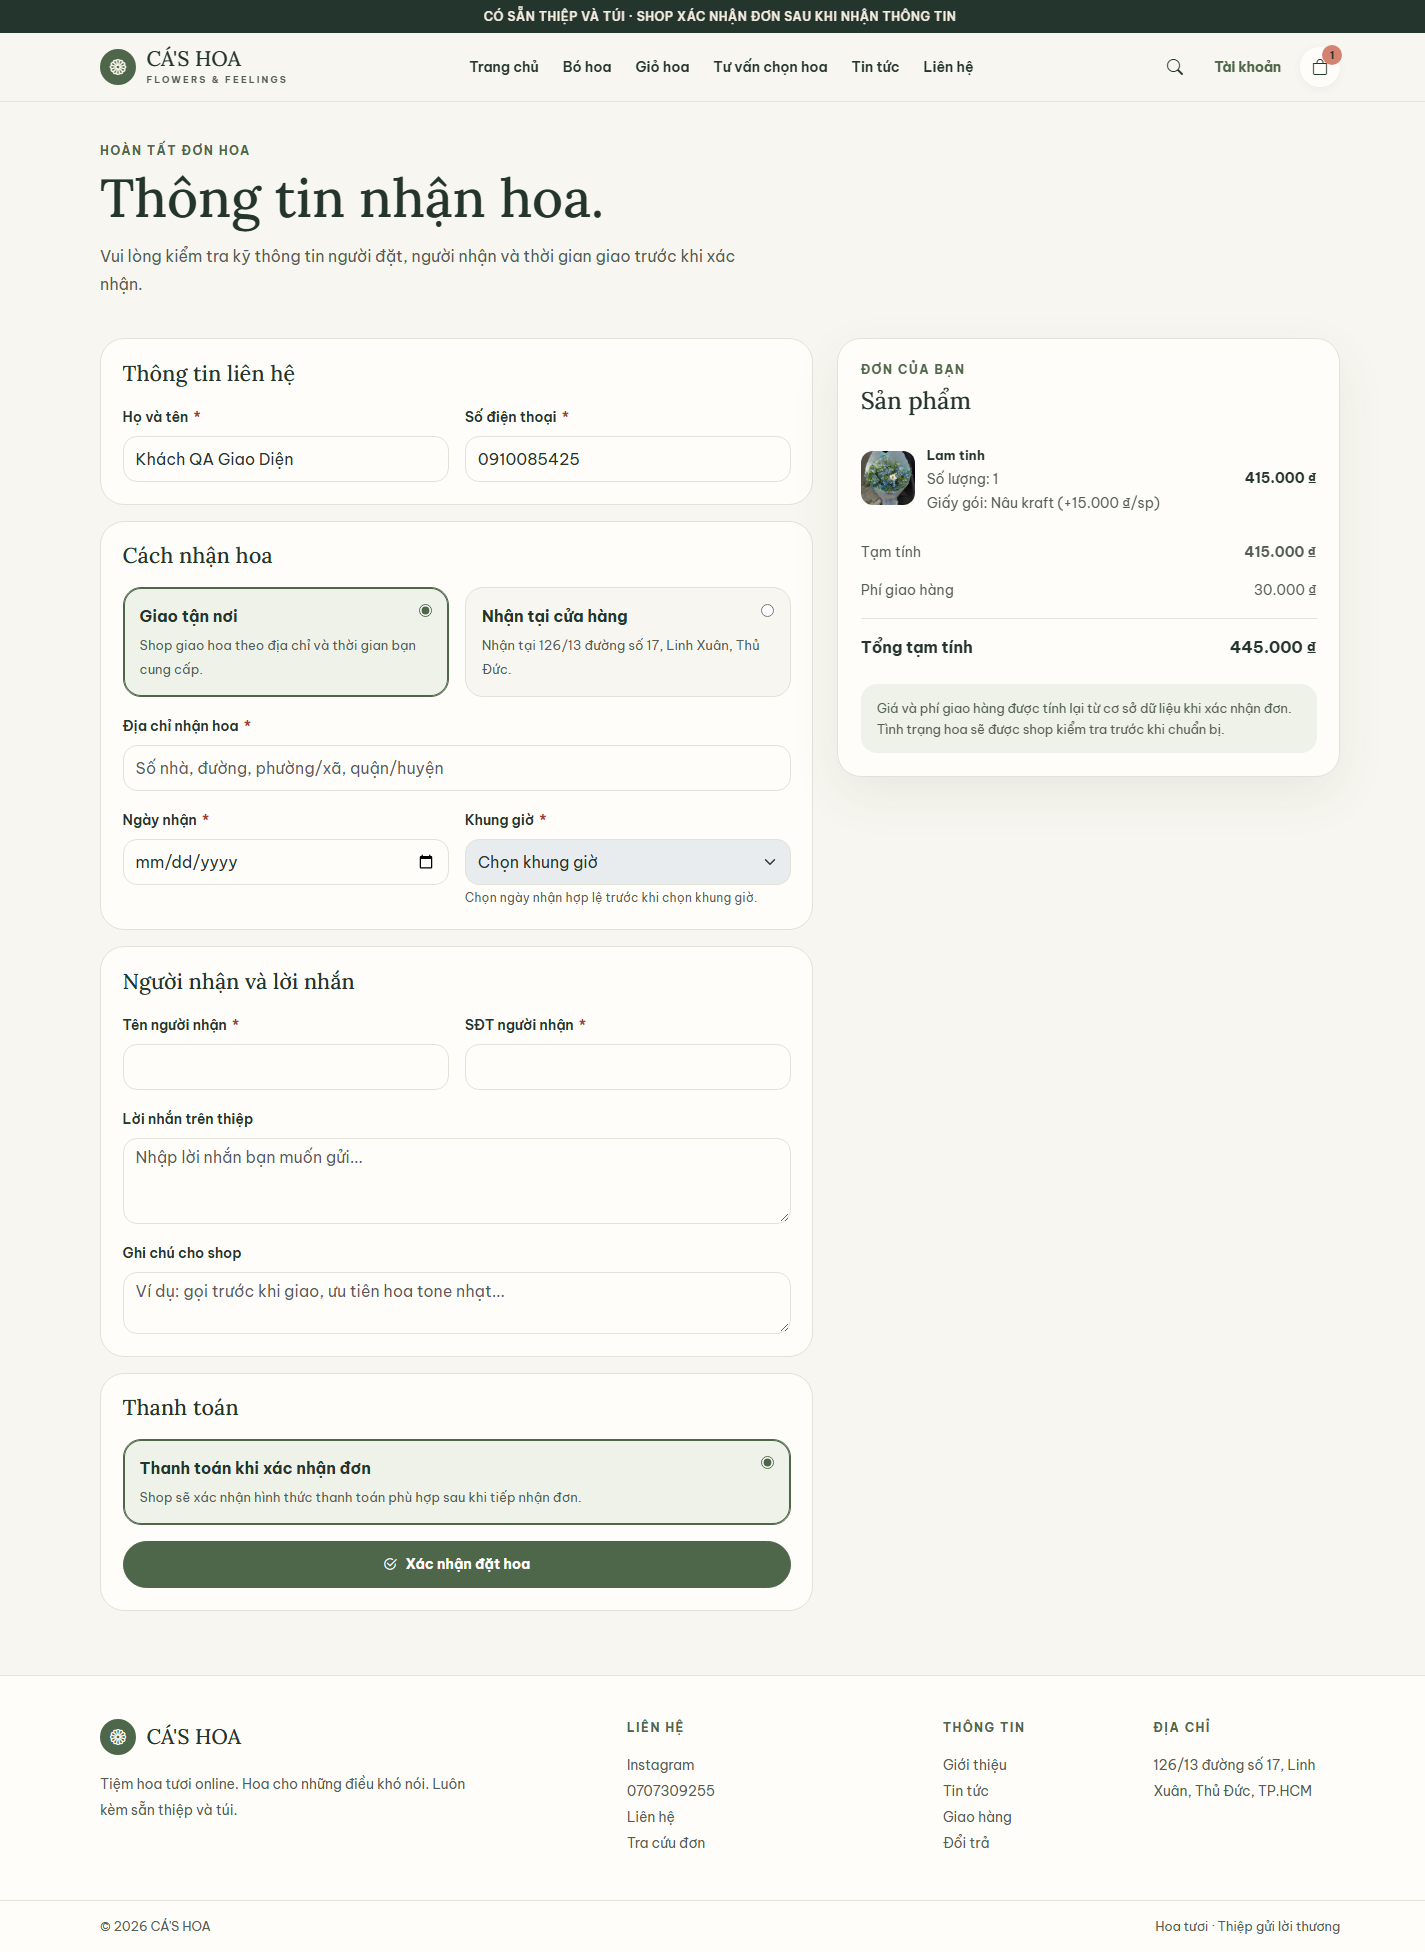 CÓ SẴN THIỆP VÀ TÚI · SHOP XÁC NHẬN ĐƠN SAU KHI NHẬN THÔNG TIN
CÁ'S HOA
FLOWERS & FEELINGS
Trang chủ
Bó hoa
Giỏ hoa
Tư vấn chọn hoa
Tin tức
Liên hệ
Tài khoản
1
HOÀN TẤT ĐƠN HOA
Thông tin nhận hoa.
Vui lòng kiểm tra kỹ thông tin người đặt, người nhận và thời gian giao trước khi xác
nhận.
Thông tin liên hệ
Họ và tên *
Số điện thoại *
Khách QA Giao Diện
0910085425
Cách nhận hoa
Giao tận nơi
Shop giao hoa theo địa chỉ và thời gian bạn
cung cấp.
Nhận tại cửa hàng
Nhận tại 126/13 đường số 17, Linh Xuân, Thủ
Đức.
Địa chỉ nhận hoa *
Số nhà, đường, phường/xã, quận/huyện
Ngày nhận *
Khung giờ *
mm/dd/yyyy
Chọn khung giờ
Chọn ngày nhận hợp lệ trước khi chọn khung giờ.
Người nhận và lời nhắn
Tên người nhận *
SĐT người nhận *
Lời nhắn trên thiệp
Nhập lời nhắn bạn muốn gửi...
Ghi chú cho shop
Ví dụ: gọi trước khi giao, ưu tiên hoa tone nhạt...
Thanh toán
Thanh toán khi xác nhận đơn
Shop sẽ xác nhận hình thức thanh toán phù hợp sau khi tiếp nhận đơn.
Xác nhận đặt hoa
ĐƠN CỦA BẠN
Sản phẩm
Lam tinh
Số lượng: 1
Giấy gói: Nâu kraft (+15.000 ₫/sp)
415.000 ₫
Tạm tính
415.000 ₫
Phí giao hàng
30.000 ₫
Tổng tạm tính
445.000 ₫
Giá và phí giao hàng được tính lại từ cơ sở dữ liệu khi xác nhận đơn.
Tình trạng hoa sẽ được shop kiểm tra trước khi chuẩn bị.
CÁ'S HOA
Tiệm hoa tươi online. Hoa cho những điều khó nói. Luôn
kèm sẵn thiệp và túi.
LIÊN HỆ
Instagram
0707309255
Liên hệ
Tra cứu đơn
THÔNG TIN
Giới thiệu
Tin tức
Giao hàng
Đổi trả
ĐỊA CHỈ
126/13 đường số 17, Linh
Xuân, Thủ Đức, TP.HCM
© 2026 CÁ'S HOA
Hoa tươi · Thiệp gửi lời thương